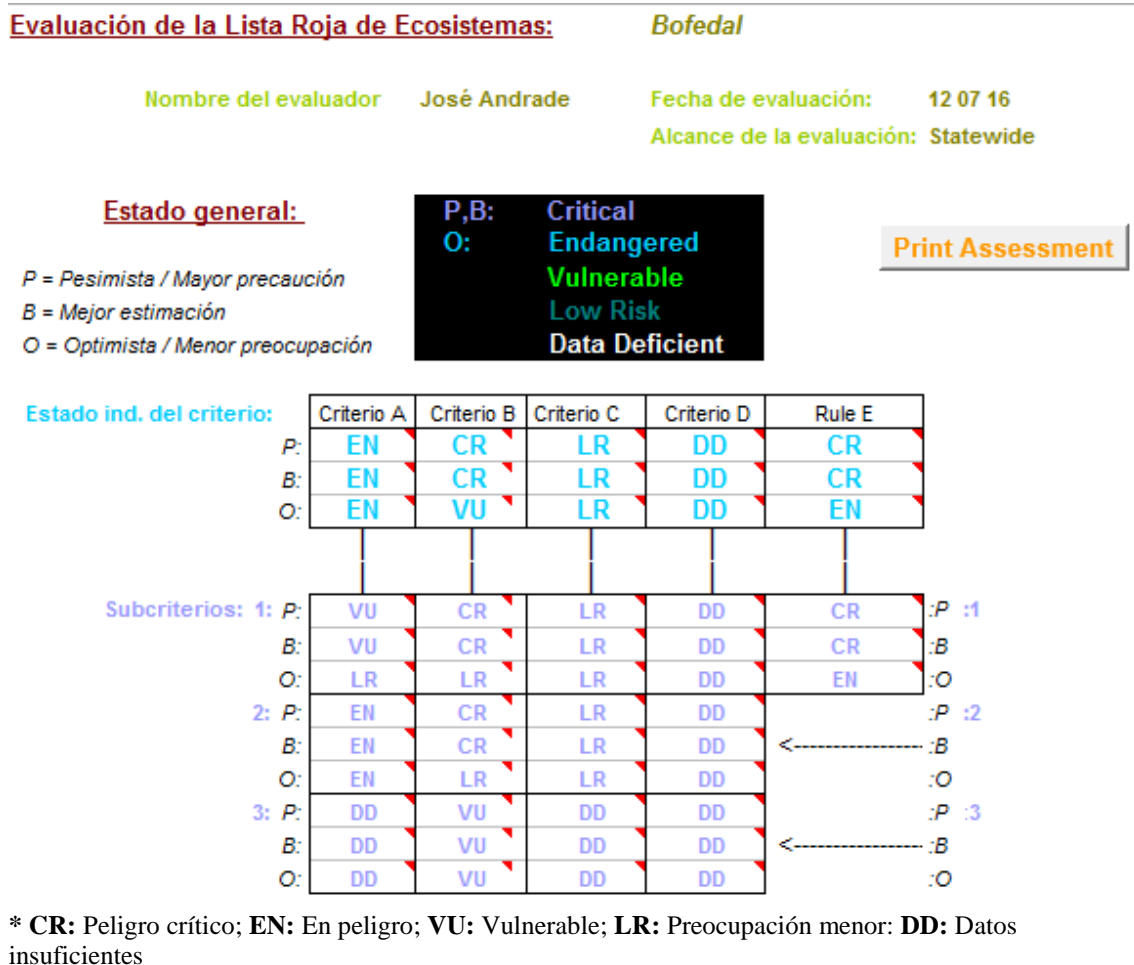 Evaluación de la Lista Roja de Ecosistemas: Bofedal
Nombre del evaluador José Andrade Fecha de evaluación: 12 07 16
Alcance de la evaluación: Statewide
Estado general: P,B: Critical
O: Endangered
Print Assessment
P = Pesimista / Mayor precaución Vulnerable
B = Mejor estimación Low Risk
O = Optimista / Menor preocupación Data Deficient
Estado ind. del criterio: Criterio A Criterio B Criterio C Criterio D Rule E
P: EN CR LR DD CR
B: EN CR LR DD CR
O: EN VU LR DD EN
Subcriterios: 1: P: VU CR LR DD CR :P :1
B: VU CR LR DD CR :B
O: LR LR LR DD EN :O
2: P: EN CR LR DD :P :2
B: EN CR LR DD <---------------- :B
O: EN LR LR DD :O
3: P: DD VU DD DD :P :3
B: DD VU DD DD <---------------- :B
O: DD VU DD DD :O
* CR: Peligro crítico; EN: En peligro; VU: Vulnerable; LR: Preocupación menor: DD: Datos
insuficientes